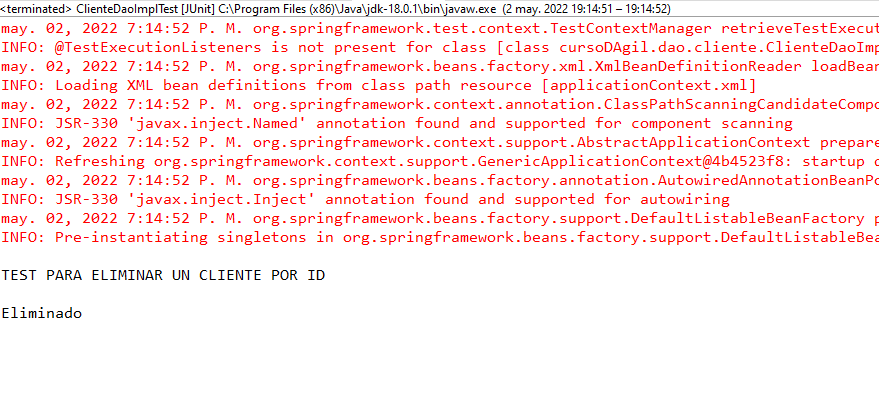 <terminated> ClienteDaoImplTest [JUnit] C:\Program Files (x86)\Java\jdk-18.0.1\bin\javaw.exe (2 may. 2022 19:14:51 – 19:14:52)
may. 02, 2022 7:14:52 P. M. org.springframework.test.context.TestContextManager retrieveTestExecut
INFO: @TestExecutionListeners is not present for class [class cursoDAgil.dao.cliente.ClienteDaoImp
may. 02, 2022 7:14:52 P. M. org.springframework.beans.factory.xml.XmlBeanDefinitionReader loadBean
INFO: Loading XML bean definitions from class path resource [applicationContext.xml]
may. 02, 2022 7:14:52 P. M. org.springframework.context.annotation.ClassPathScanningCandidateCompo
INFO: JSR-330 'javax.inject.Named' annotation found and supported for component scanning
may. 02, 2022 7:14:52 P. M. org.springframework.context.support.AbstractApplicationContext prepare
INFO: Refreshing org.springframework.context.support.GenericApplicationContext@4b4523f8: startup d
may. 02, 2022 7:14:52 P. M. org.springframework.beans.factory.annotation.AutowiredAnnotationBeanPo
INFO: JSR-330 'javax.inject.Inject' annotation found and supported for autowiring
may. 02, 2022 7:14:52 P. M. org.springframework.beans.factory.support.DefaultListableBeanFactory p
INFO: Pre-instantiating singletons in org.springframework.beans.factory.support.DefaultListableBea
TEST PARA ELIMINAR UN CLIENTE POR ID
Eliminado